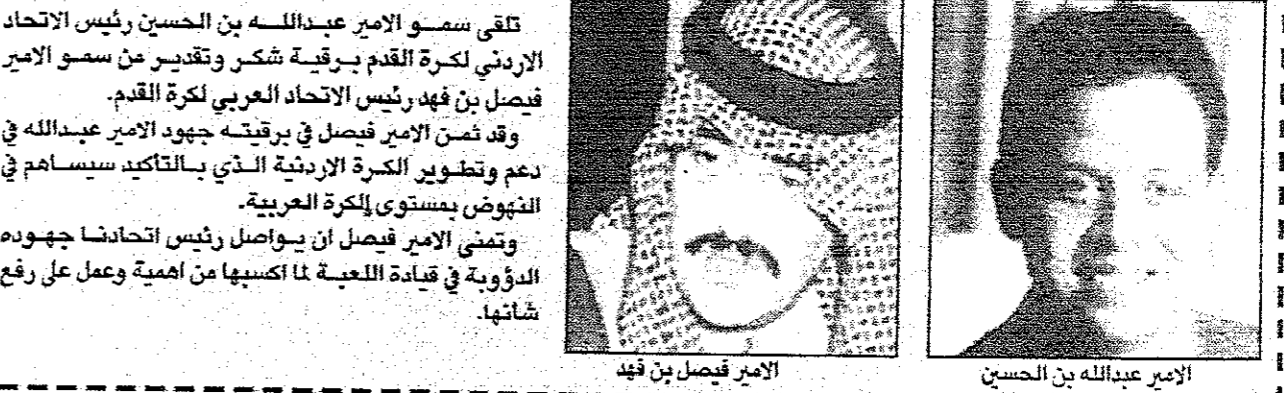 تلقى سمو الامير عبدالله بن الحسين رئيس الاتحاد
الاردني لكرة القدم برقية شكر وتقدير من سمو الامير
فيصل بن فهد رئيس الاتحاد العربي لكرة القدم.
وقد ثمن الامير فيصل في برقيته جهود الامير عبدالله في
دعم وتطوير الكرة الاردنية الذي بالتأكيد سيساهم في
النهوض بمستوى الكرة العربية.
وتمنى الامير فيصل ان يواصل رئيس اتحادنا جهوده
الدؤوبة في قيادة اللعبة لما اكسبها من اهمية وعمل على رفع
شأنها.
الامير عبدالله بن الحسين
الامير فيصل بن فهد